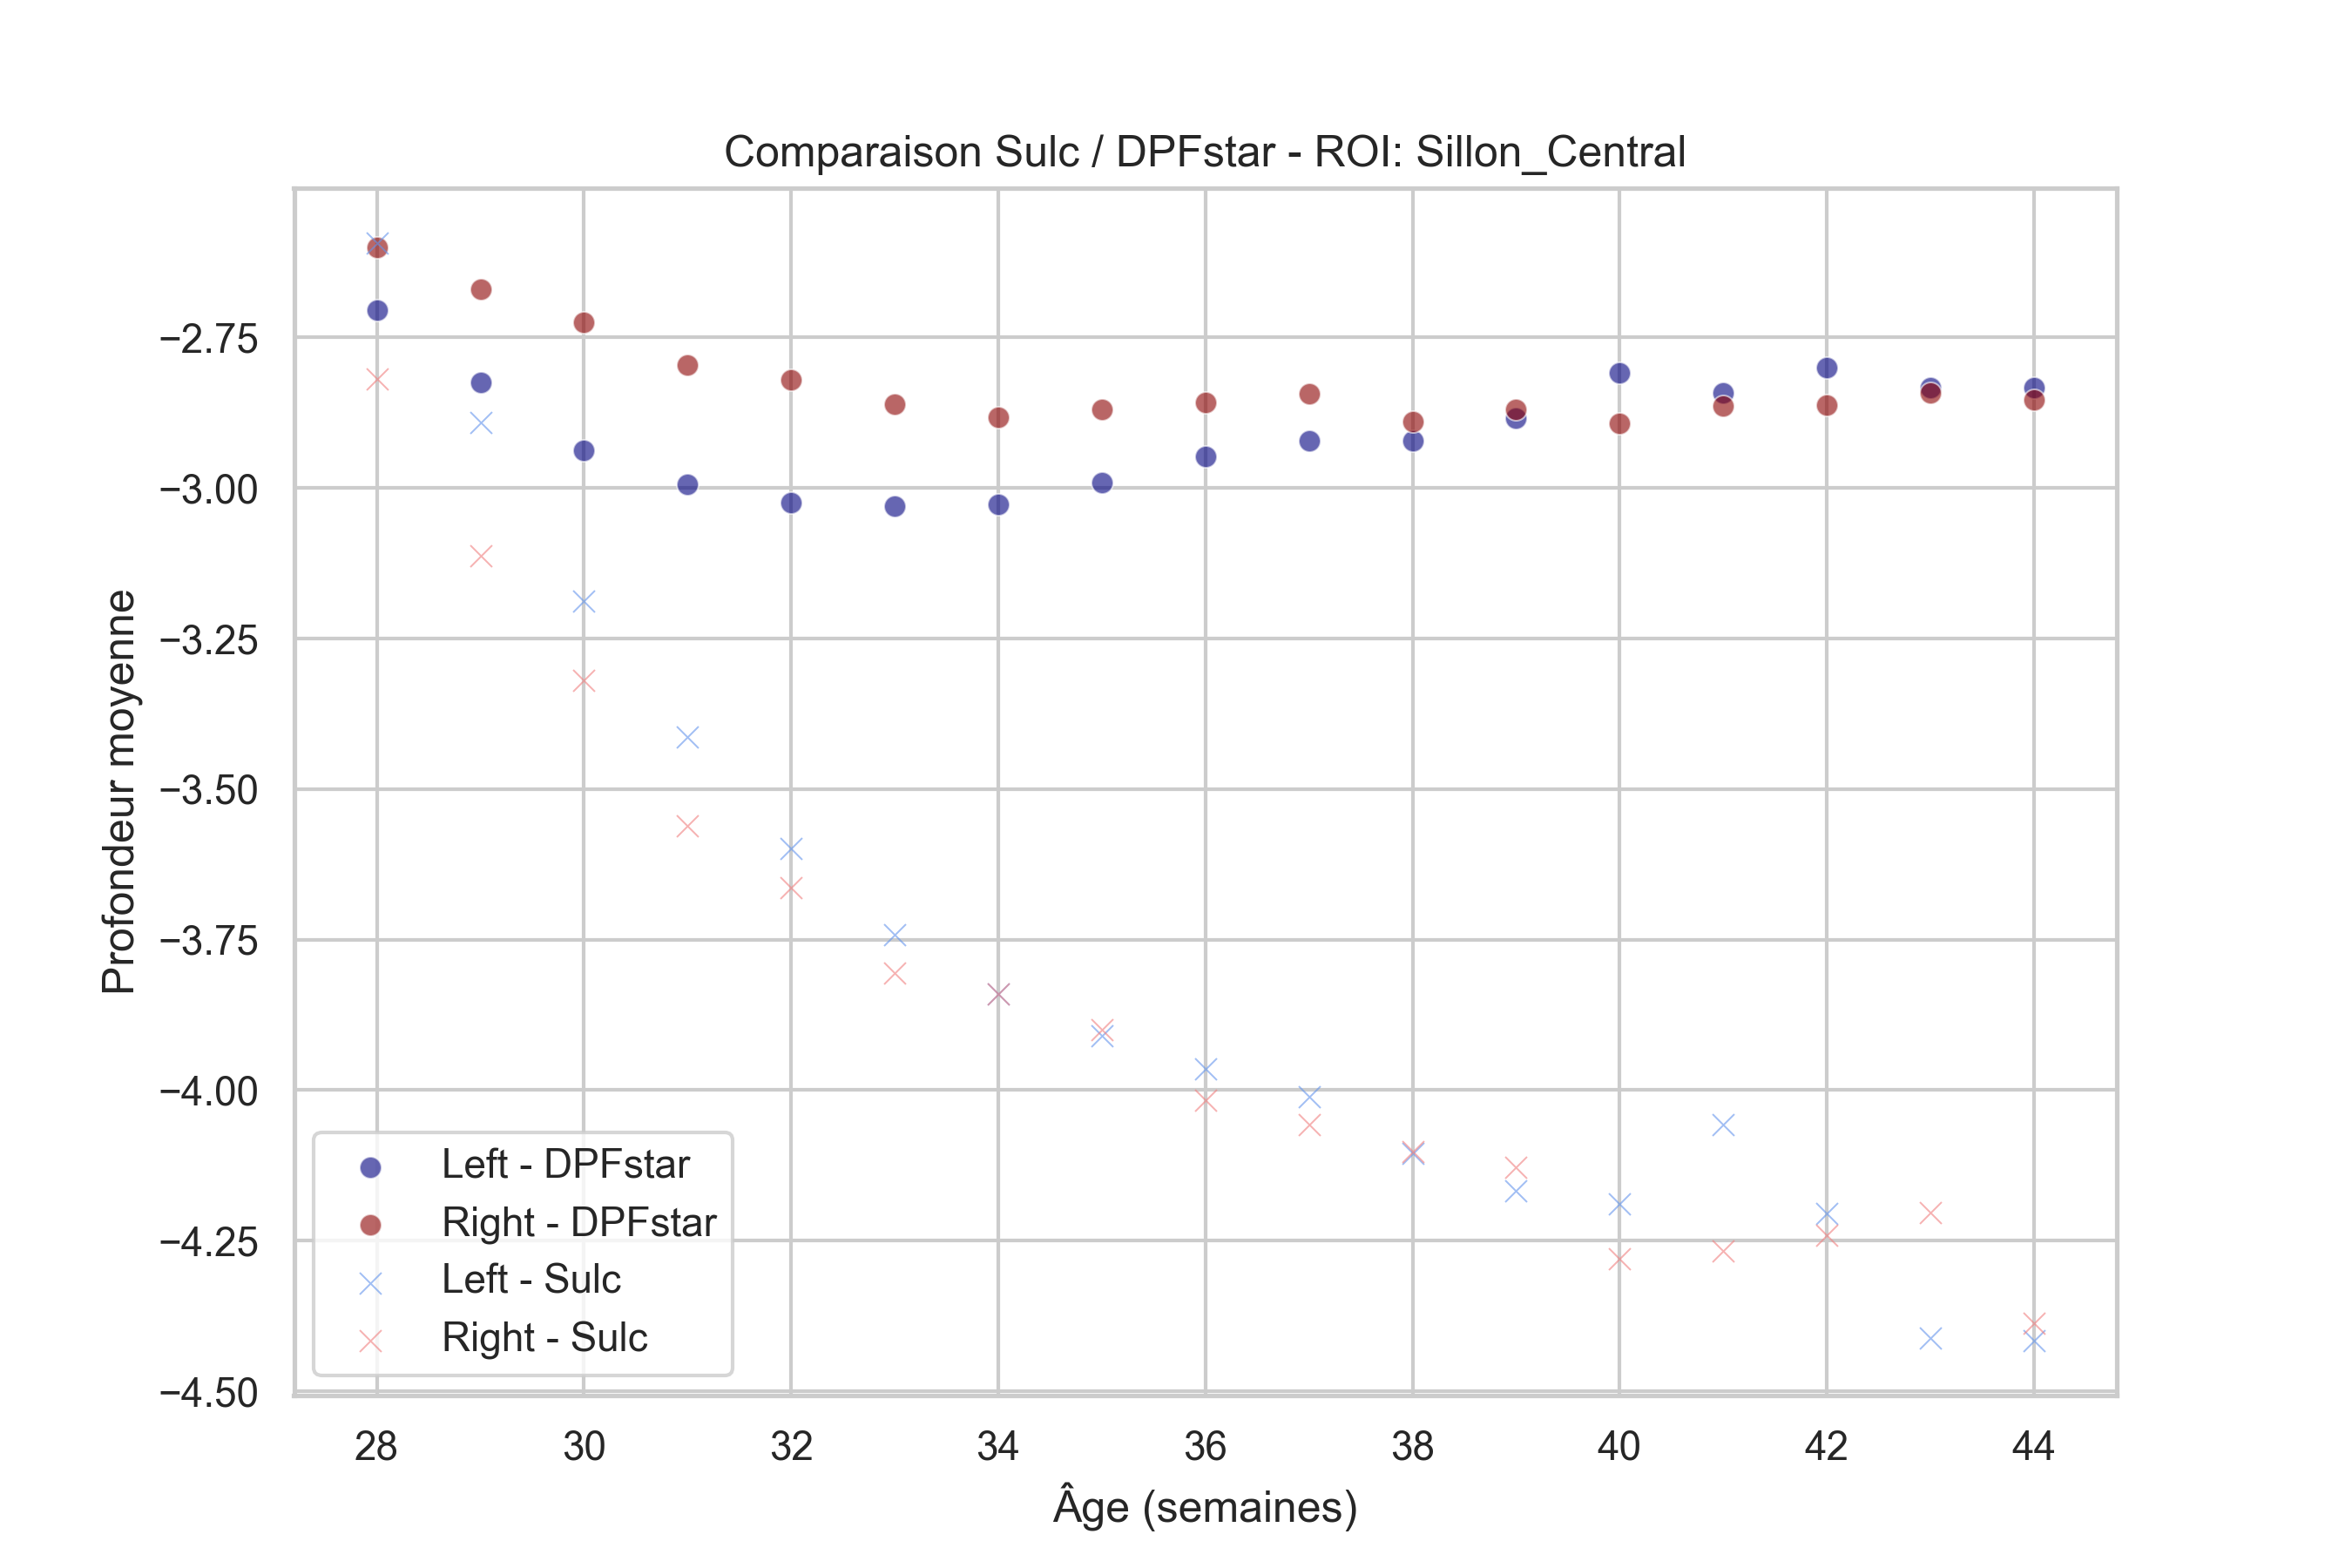 Comparaison Sulc / DPFstar - ROI: Sillon_Central
Profondeur moyenne
−2.75
−3.00
−3.25
−3.50
−3.75
−4.00
−4.25
−4.50
Left - DPFstar
Right - DPFstar
Left - Sulc
Right - Sulc
28 30 32 34 36 38 40 42 44
Âge (semaines)